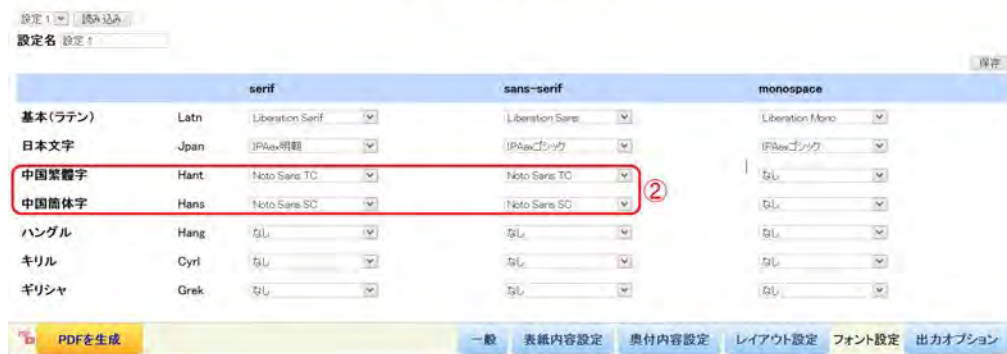 設定 1 読み込み
設定名 設定 1
保存
serif sans-serif monospace
基本(ラテン) Latn Liberation Serif Liberation Sans Liberation Mono
日本文字 Jpan IPAex明朝 IPAexゴシック IPAexゴシック
中国繁體字 Hant Noto Sans TC Noto Sans TC なし
中国簡体字 Hans Noto Sans SC Noto Sans SC なし
②
ハングル Hang なし なし なし
キリル Cyrl なし なし なし
ギリシャ Grek なし なし なし
PDFを生成 一般 表紙内容設定 奥付内容設定 レイアウト設定 フォント設定 出力オプション